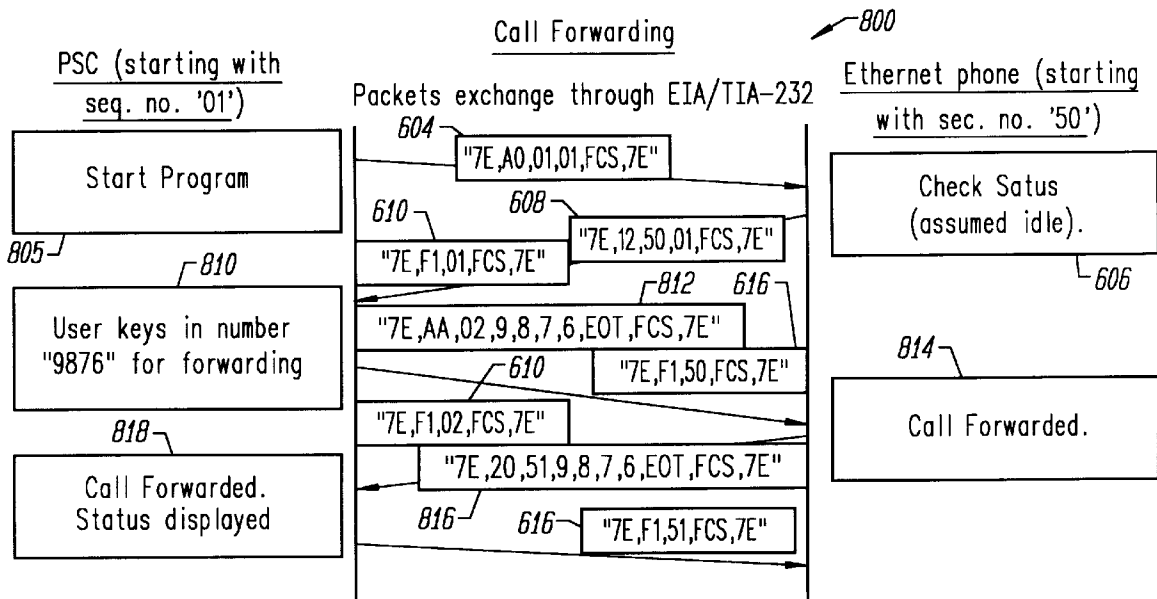 Call Forwarding
800
PSC (starting with
seq. no. '01')
Packets exchange through EIA/TIA-232
Ethernet phone (starting
with sec. no. '50')
604
"7E,A0,01,01,FCS,7E"
Start Program
805
Check Satus
(assumed idle).
606
608
"7E,12,50,01,FCS,7E"
610
"7E,F1,01,FCS,7E"
810
User keys in number
"9876" for forwarding
812
"7E,AA,02,9,8,7,6,EOT,FCS,7E"
616
"7E,F1,50,FCS,7E"
814
Call Forwarded.
610
"7E,F1,02,FCS,7E"
818
Call Forwarded.
Status displayed
"7E,20,51,9,8,7,6,EOT,FCS,7E"
816
616
"7E,F1,51,FCS,7E"